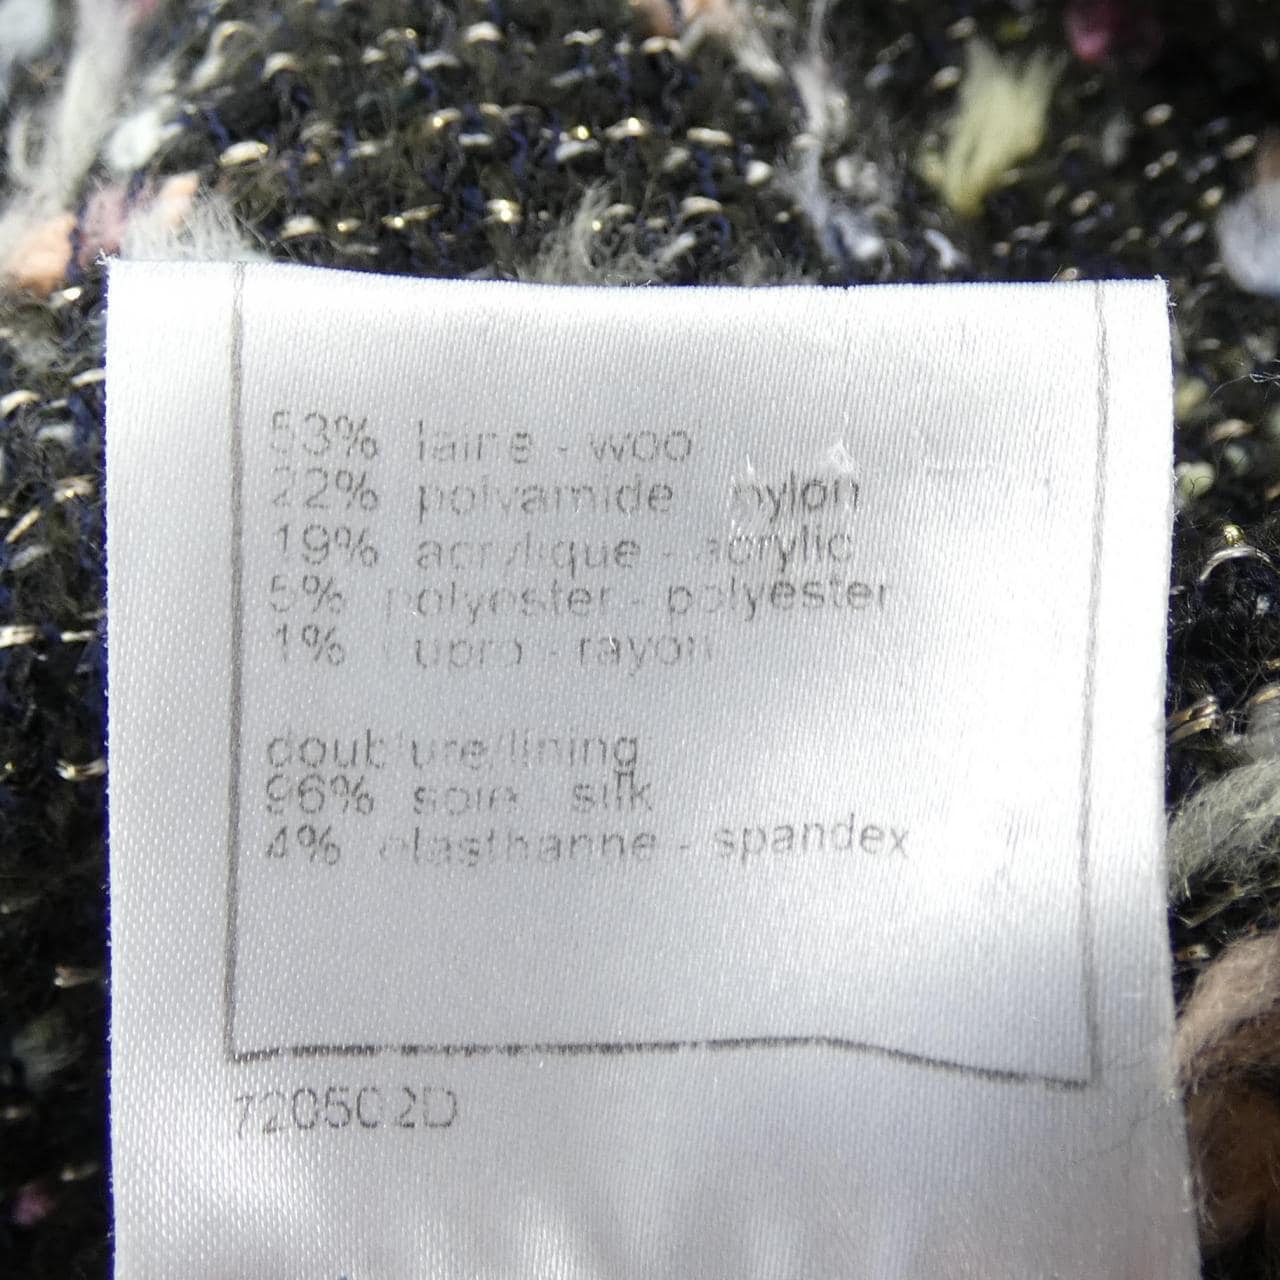 53% laine - wool
22% polyamide nylon
19% acrylique - acrylic
5% polyester - polyester
1% cupro - rayon
doublure/lining
96% soie silk
4% elasthanne - spandex
720502D